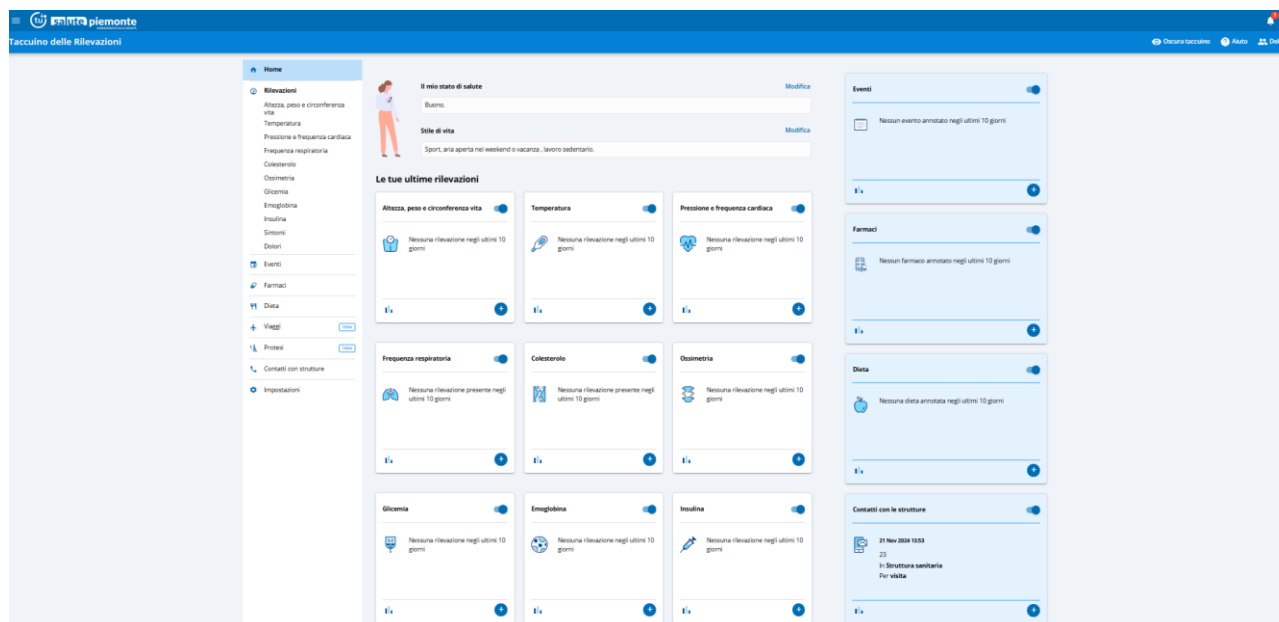 tu salute piemonte
1
Taccuino delle Rilevazioni
Oscura taccuino
Aiuto
Home
Rilevazioni
Altezza, peso e circonferenza
vita
Temperatura
Pressione e frequenza cardiaca
Frequenza respiratoria
Colesterolo
Ossimetria
Glicemia
Emoglobina
Insulina
Sintomi
Dolori
Eventi
Farmaci
Dieta
Viaggi
Protesi
Contatti con strutture
Impostazioni
Il mio stato di salute
Modifica
Buono.
Stile di vita
Modifica
Sport, aria aperta nei weekend o vacanza , lavoro sedentario.
Le tue ultime rilevazioni
Altezza, peso e circonferenza vita
Nessuna rilevazione negli ultimi 10
giorni
Temperatura
Nessuna rilevazione negli ultimi 10
giorni
Pressione e frequenza cardiaca
Nessuna rilevazione negli ultimi 10
giorni
Frequenza respiratoria
Nessuna rilevazione presente negli
ultimi 10 giorni
Colesterolo
Nessuna rilevazione presente negli
ultimi 10 giorni
Ossimetria
Nessuna rilevazione negli ultimi 10
giorni
Glicemia
Nessuna rilevazione negli ultimi 10
giorni
Emoglobina
Nessuna rilevazione negli ultimi 10
giorni
Insulina
Nessuna rilevazione negli ultimi 10
giorni
Eventi
Nessun evento annotato negli ultimi 10 giorni
Farmaci
Nessun farmaco annotato negli ultimi 10 giorni
Dieta
Nessuna dieta annotata negli ultimi 10 giorni
Contatti con le strutture
21 Nov 2024 13:53
23
In Struttura sanitaria
Per visita